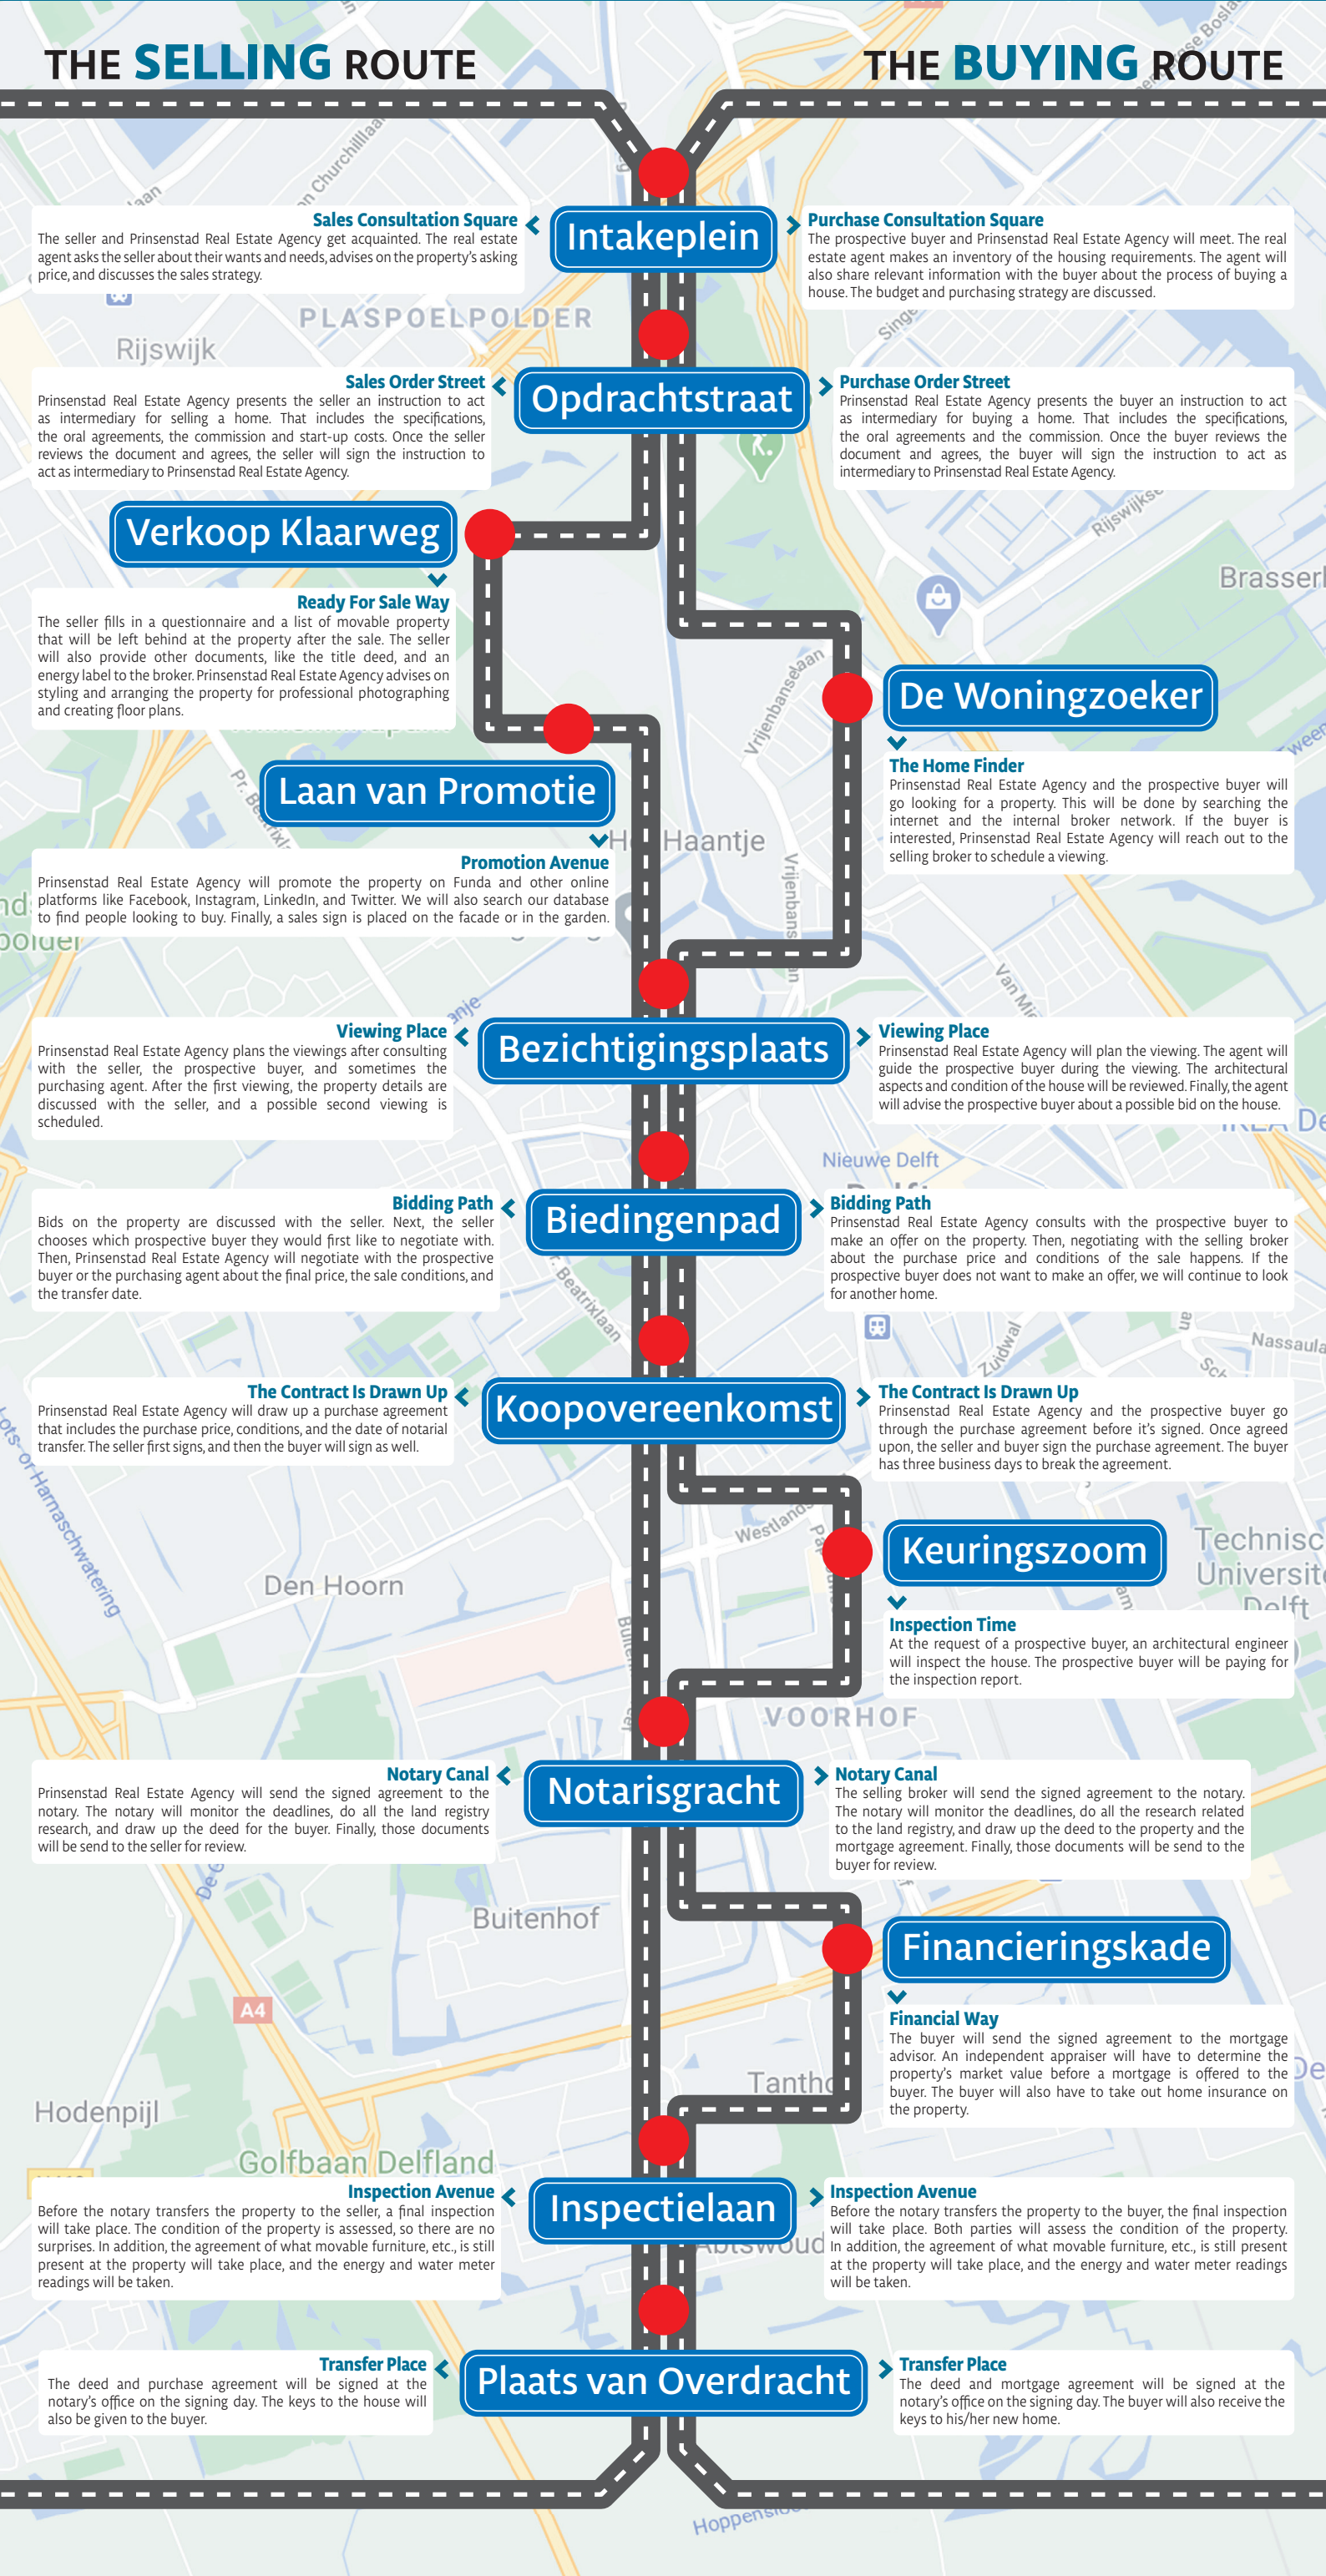 THE SELLING ROUTE
THE BUYING ROUTE
Intakeplein
Sales Consultation Square
The seller and Prinsenstad Real Estate Agency get acquainted. The real estate
agent asks the seller about their wants and needs, advises on the property's asking
price, and discusses the sales strategy.
Purchase Consultation Square
The prospective buyer and Prinsenstad Real Estate Agency will meet. The real
estate agent makes an inventory of the housing requirements. The agent will
also share relevant information with the buyer about the process of buying a
house. The budget and purchasing strategy are discussed.
PLASPOELPOLDER
Rijswijk
Opdrachtstraat
Sales Order Street
Prinsenstad Real Estate Agency presents the seller an instruction to act
as intermediary for selling a home. That includes the specifications,
the oral agreements, the commission and start-up costs. Once the seller
reviews the document and agrees, the seller will sign the instruction to
act as intermediary to Prinsenstad Real Estate Agency.
Purchase Order Street
Prinsenstad Real Estate Agency presents the buyer an instruction to act
as intermediary for buying a home. That includes the specifications,
the oral agreements and the commission. Once the buyer reviews the
document and agrees, the buyer will sign the instruction to act as
intermediary to Prinsenstad Real Estate Agency.
Verkoop Klaarweg
Ready For Sale Way
The seller fills in a questionnaire and a list of movable property
that will be left behind at the property after the sale. The seller
will also provide other documents, like the title deed, and an
energy label to the broker. Prinsenstad Real Estate Agency advises on
styling and arranging the property for professional photographing
and creating floor plans.
Vrijenbanselaan
De Woningzoeker
The Home Finder
Prinsenstad Real Estate Agency and the prospective buyer will
go looking for a property. This will be done by searching the
internet and the internal broker network. If the buyer is
interested, Prinsenstad Real Estate Agency will reach out to the
selling broker to schedule a viewing.
Laan van Promotie
Haantje
Promotion Avenue
Prinsenstad Real Estate Agency will promote the property on Funda and other online
platforms like Facebook, Instagram, LinkedIn, and Twitter. We will also search our database
to find people looking to buy. Finally, a sales sign is placed on the facade or in the garden.
Bezichtigingsplaats
Viewing Place
Prinsenstad Real Estate Agency plans the viewings after consulting
with the seller, the prospective buyer, and sometimes the
purchasing agent. After the first viewing, the property details are
discussed with the seller, and a possible second viewing is
scheduled.
Viewing Place
Prinsenstad Real Estate Agency will plan the viewing. The agent will
guide the prospective buyer during the viewing. The architectural
aspects and condition of the house will be reviewed. Finally, the agent
will advise the prospective buyer about a possible bid on the house.
Nieuwe Delft
Biedingenpad
Bidding Path
Bids on the property are discussed with the seller. Next, the seller
chooses which prospective buyer they would first like to negotiate with.
Then, Prinsenstad Real Estate Agency will negotiate with the prospective
buyer or the purchasing agent about the final price, the sale conditions, and
the transfer date.
Bidding Path
Prinsenstad Real Estate Agency consults with the prospective buyer to
make an offer on the property. Then, negotiating with the selling broker
about the purchase price and conditions of the sale happens. If the
prospective buyer does not want to make an offer, we will continue to look
for another home.
Beatrixlaan
Zuidwal
Koopovereenkomst
The Contract Is Drawn Up
Prinsenstad Real Estate Agency will draw up a purchase agreement
that includes the purchase price, conditions, and the date of notarial
transfer. The seller first signs, and then the buyer will sign as well.
The Contract Is Drawn Up
Prinsenstad Real Estate Agency and the prospective buyer go
through the purchase agreement before it's signed. Once agreed
upon, the seller and buyer sign the purchase agreement. The buyer
has three business days to break the agreement.
Lots- or Harnaschwatering
Den Hoorn
Keuringszoom
Delft
Inspection Time
At the request of a prospective buyer, an architectural engineer
will inspect the house. The prospective buyer will be paying for
the inspection report.
VOORHOF
Notarisgracht
Notary Canal
Prinsenstad Real Estate Agency will send the signed agreement to the
notary. The notary will monitor the deadlines, do all the land registry
research, and draw up the deed for the buyer. Finally, those documents
will be send to the seller for review.
Notary Canal
The selling broker will send the signed agreement to the notary.
The notary will monitor the deadlines, do all the research related
to the land registry, and draw up the deed to the property and the
mortgage agreement. Finally, those documents will be send to the
buyer for review.
Buitenhof
A4
Financieringskade
Financial Way
The buyer will send the signed agreement to the mortgage
advisor. An independent appraiser will have to determine the
property's market value before a mortgage is offered to the
buyer. The buyer will also have to take out home insurance on
the property.
Hodenpijl
Golfbaan Delfland
Inspectielaan
Inspection Avenue
Before the notary transfers the property to the seller, a final inspection
will take place. The condition of the property is assessed, so there are no
surprises. In addition, the agreement of what movable furniture, etc., is still
present at the property will take place, and the energy and water meter
readings will be taken.
Inspection Avenue
Before the notary transfers the property to the buyer, the final inspection
will take place. Both parties will assess the condition of the property.
In addition, the agreement of what movable furniture, etc., is still present
at the property will take place, and the energy and water meter readings
will be taken.
Plaats van Overdracht
Transfer Place
The deed and purchase agreement will be signed at the
notary's office on the signing day. The keys to the house will
also be given to the buyer.
Transfer Place
The deed and mortgage agreement will be signed at the
notary's office on the signing day. The buyer will also receive the
keys to his/her new home.